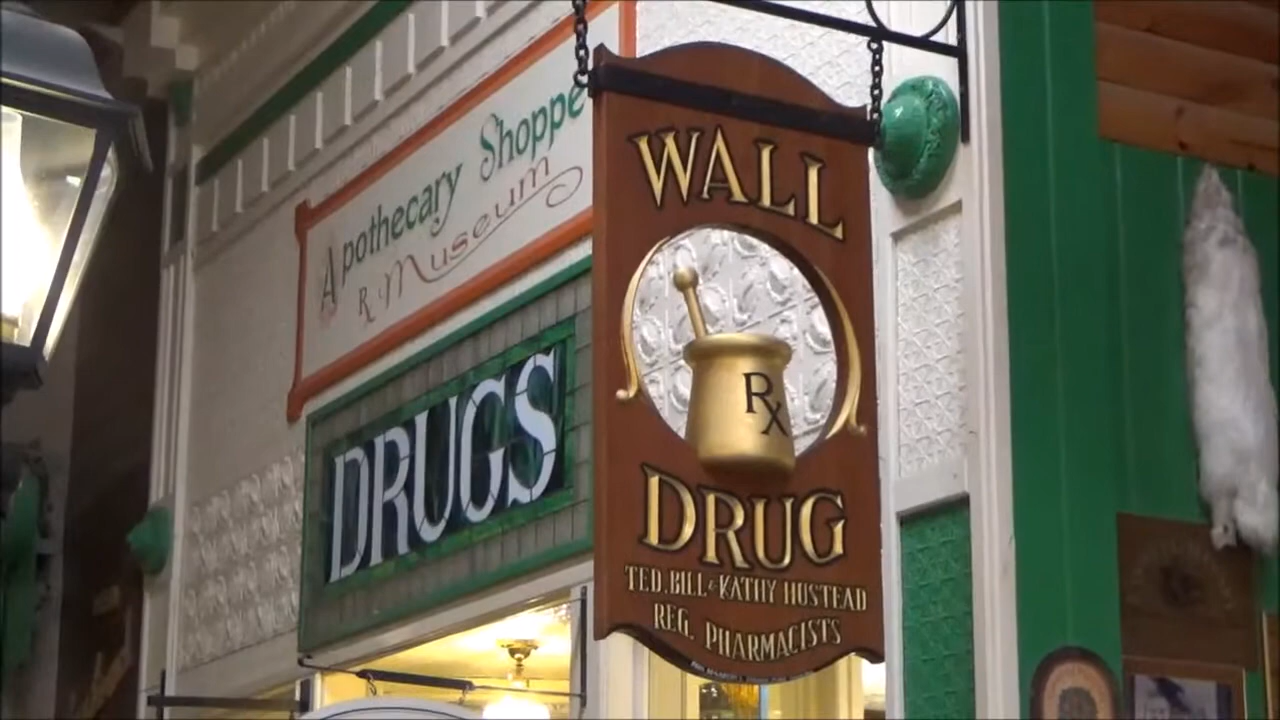 Apothecary Shoppe
Rx Museum
DRUGS
WALL
Rx
DRUG
TED, BILL & KATHY HUSTEAD
REG. PHARMACISTS